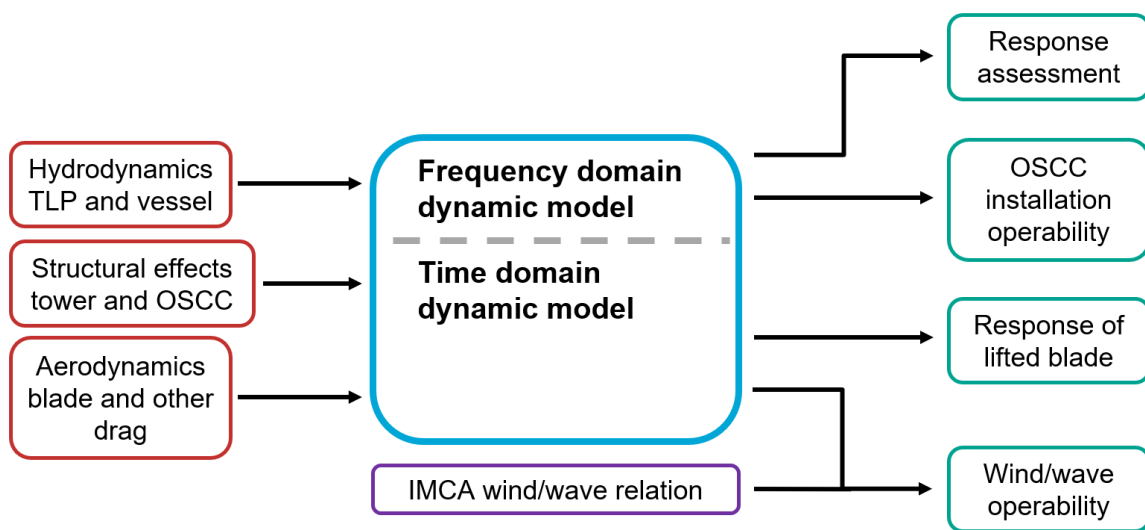 Response
assessment
Hydrodynamics
TLP and vessel
Frequency domain
dynamic model
OSCC
installation
operability
Structural effects
tower and OSCC
Time domain
dynamic model
Aerodynamics
blade and other
drag
Response of
lifted blade
IMCA wind/wave relation
Wind/wave
operability